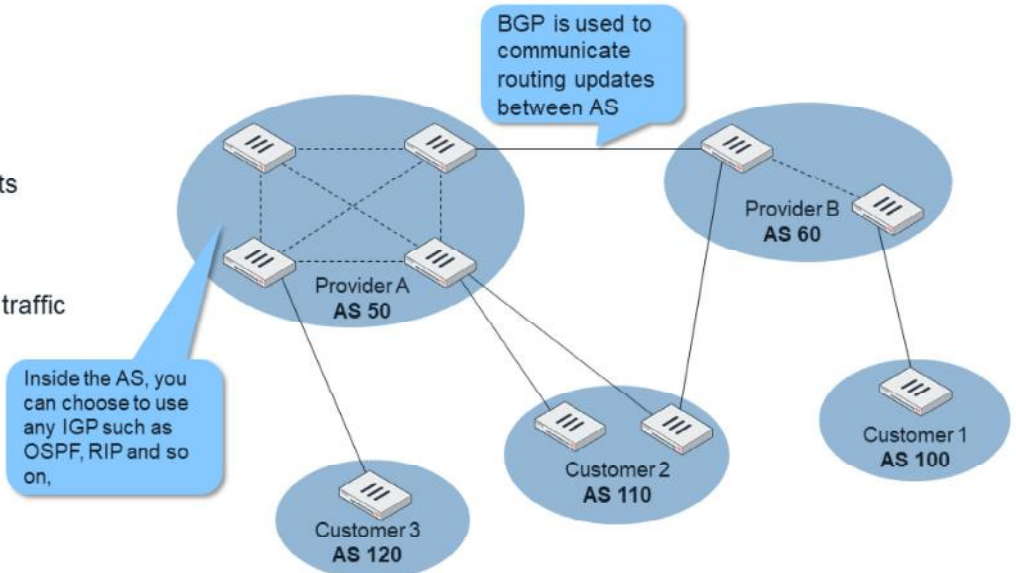 BGP is used to
communicate
routing updates
between AS
ts
traffic
Provider A
AS 50
Provider B
AS 60
Inside the AS, you
can choose to use
any IGP such as
OSPF, RIP and so
on,
Customer 3
AS 120
Customer 2
AS 110
Customer 1
AS 100